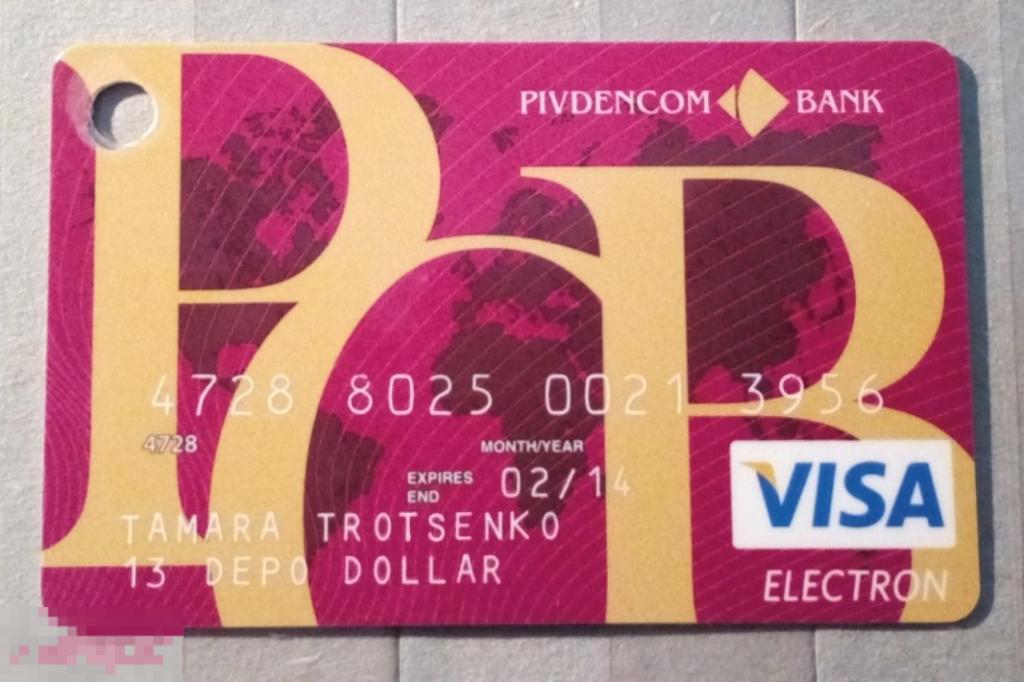 PIVDENCOM BANK
4728 8025 0021 3956
4728
MONTH/YEAR
EXPIRES END 02/14
TAMARA TROTSENKO
13 DEPO DOLLAR
VISA
ELECTRON